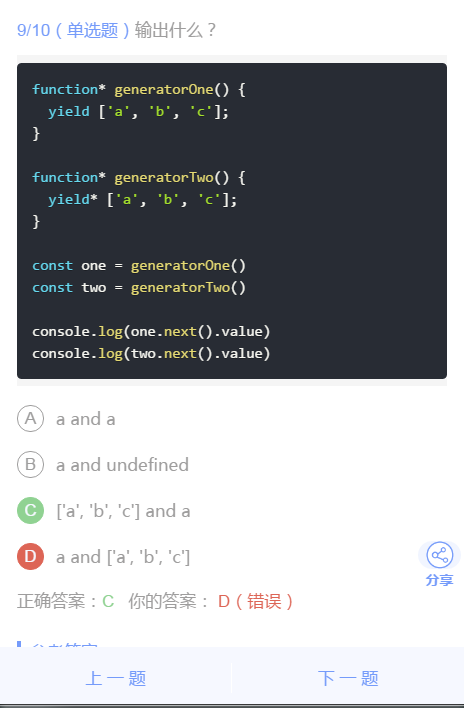 9/10（单选题）输出什么？
function* generatorOne() {
  yield ['a', 'b', 'c'];
}
function* generatorTwo() {
  yield* ['a', 'b', 'c'];
}
const one = generatorOne()
const two = generatorTwo()
console.log(one.next().value)
console.log(two.next().value)
A a and a
B a and undefined
C ['a', 'b', 'c'] and a
D a and ['a', 'b', 'c']
分享
正确答案：C 你的答案： D（错误）
上一题 下一题